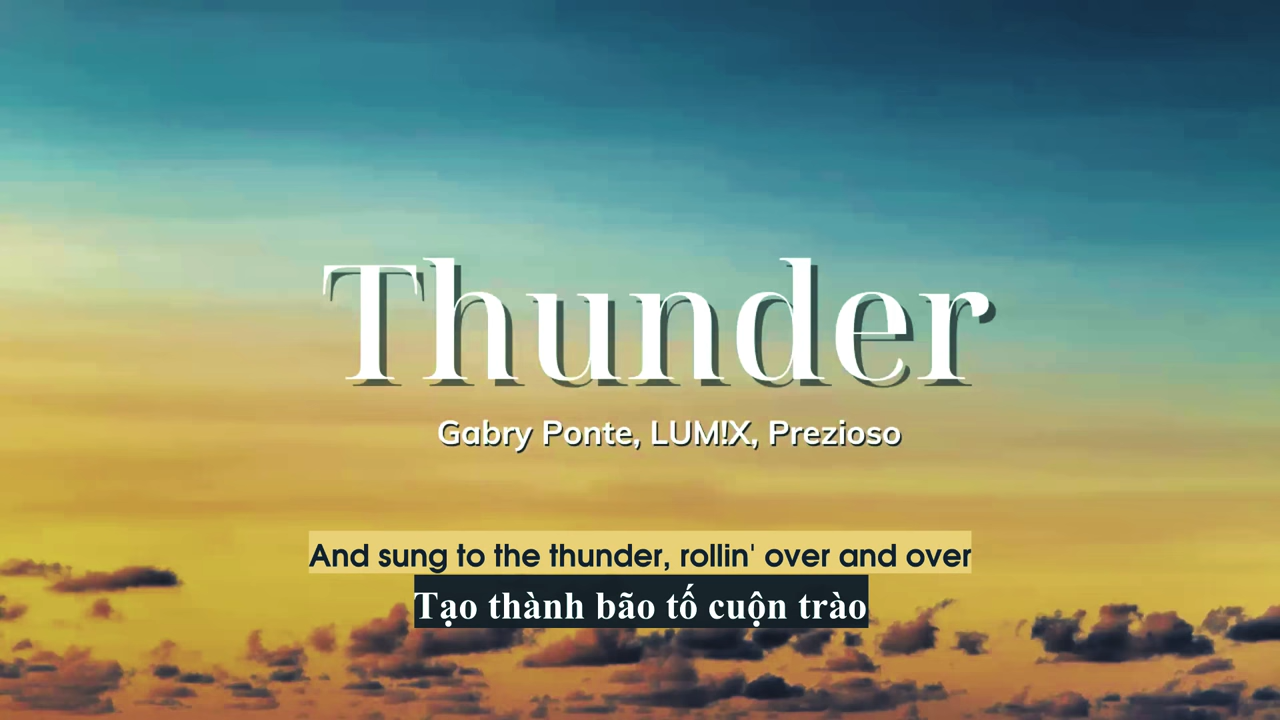 Thunder
Gabry Ponte, LUM!X, Prezioso
And sung to the thunder, rollin' over and over
Tạo thành bão tố cuộn trào